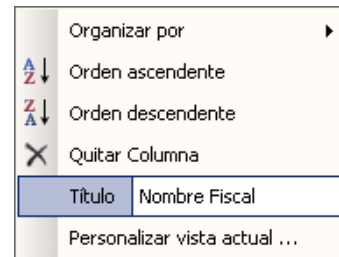 Organizar por
A
Z Orden ascendente
Z
A Orden descendente
Quitar Columna
Título Nombre Fiscal
Personalizar vista actual ...